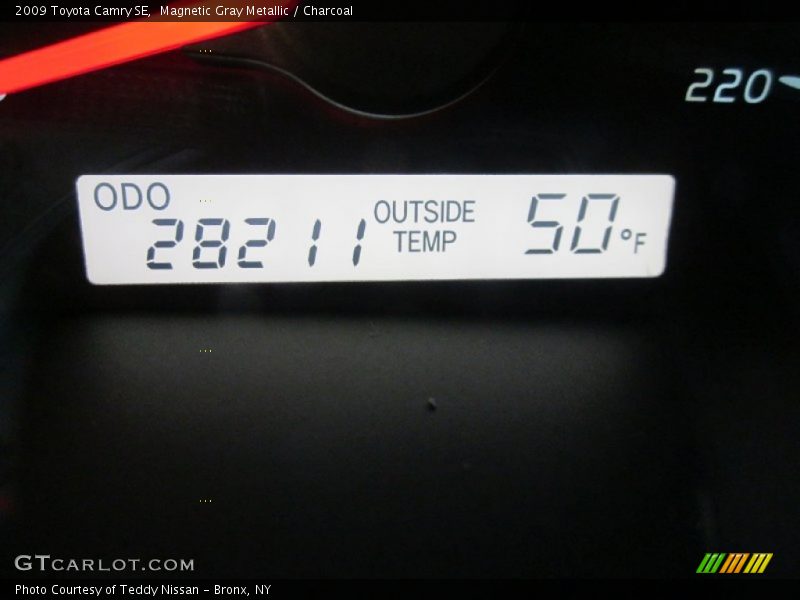 2009 Toyota Camry SE,  Magnetic Gray Metallic / Charcoal
220
ODO
28211
OUTSIDE
TEMP
50°F
GTCARLOT.COM
Photo Courtesy of Teddy Nissan - Bronx, NY